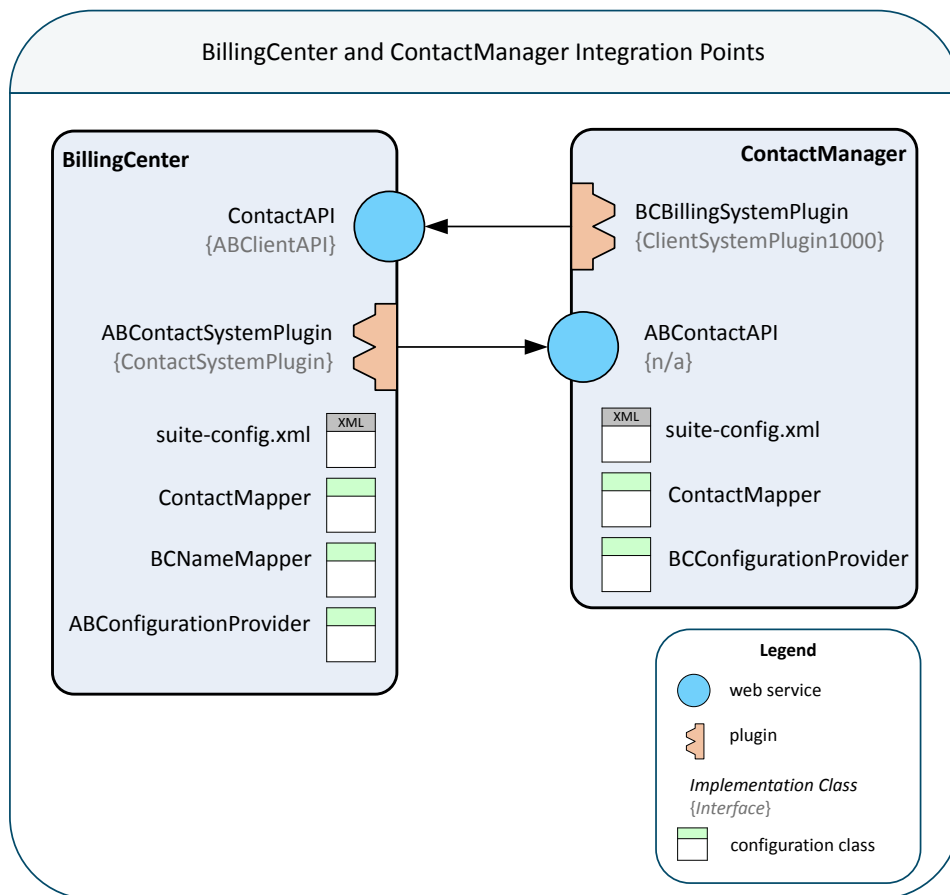 BillingCenter and ContactManager Integration Points
BillingCenter
ContactAPI
{ABClientAPI}
ABContactSystemPlugin
{ContactSystemPlugin}
suite-config.xml
XML
ContactMapper
BCNameMapper
ABConfigurationProvider
ContactManager
BCBillingSystemPlugin
{ClientSystemPlugin1000}
ABContactAPI
{n/a}
XML
suite-config.xml
ContactMapper
BCConfigurationProvider
Legend
web service
plugin
Implementation Class
{Interface}
configuration class